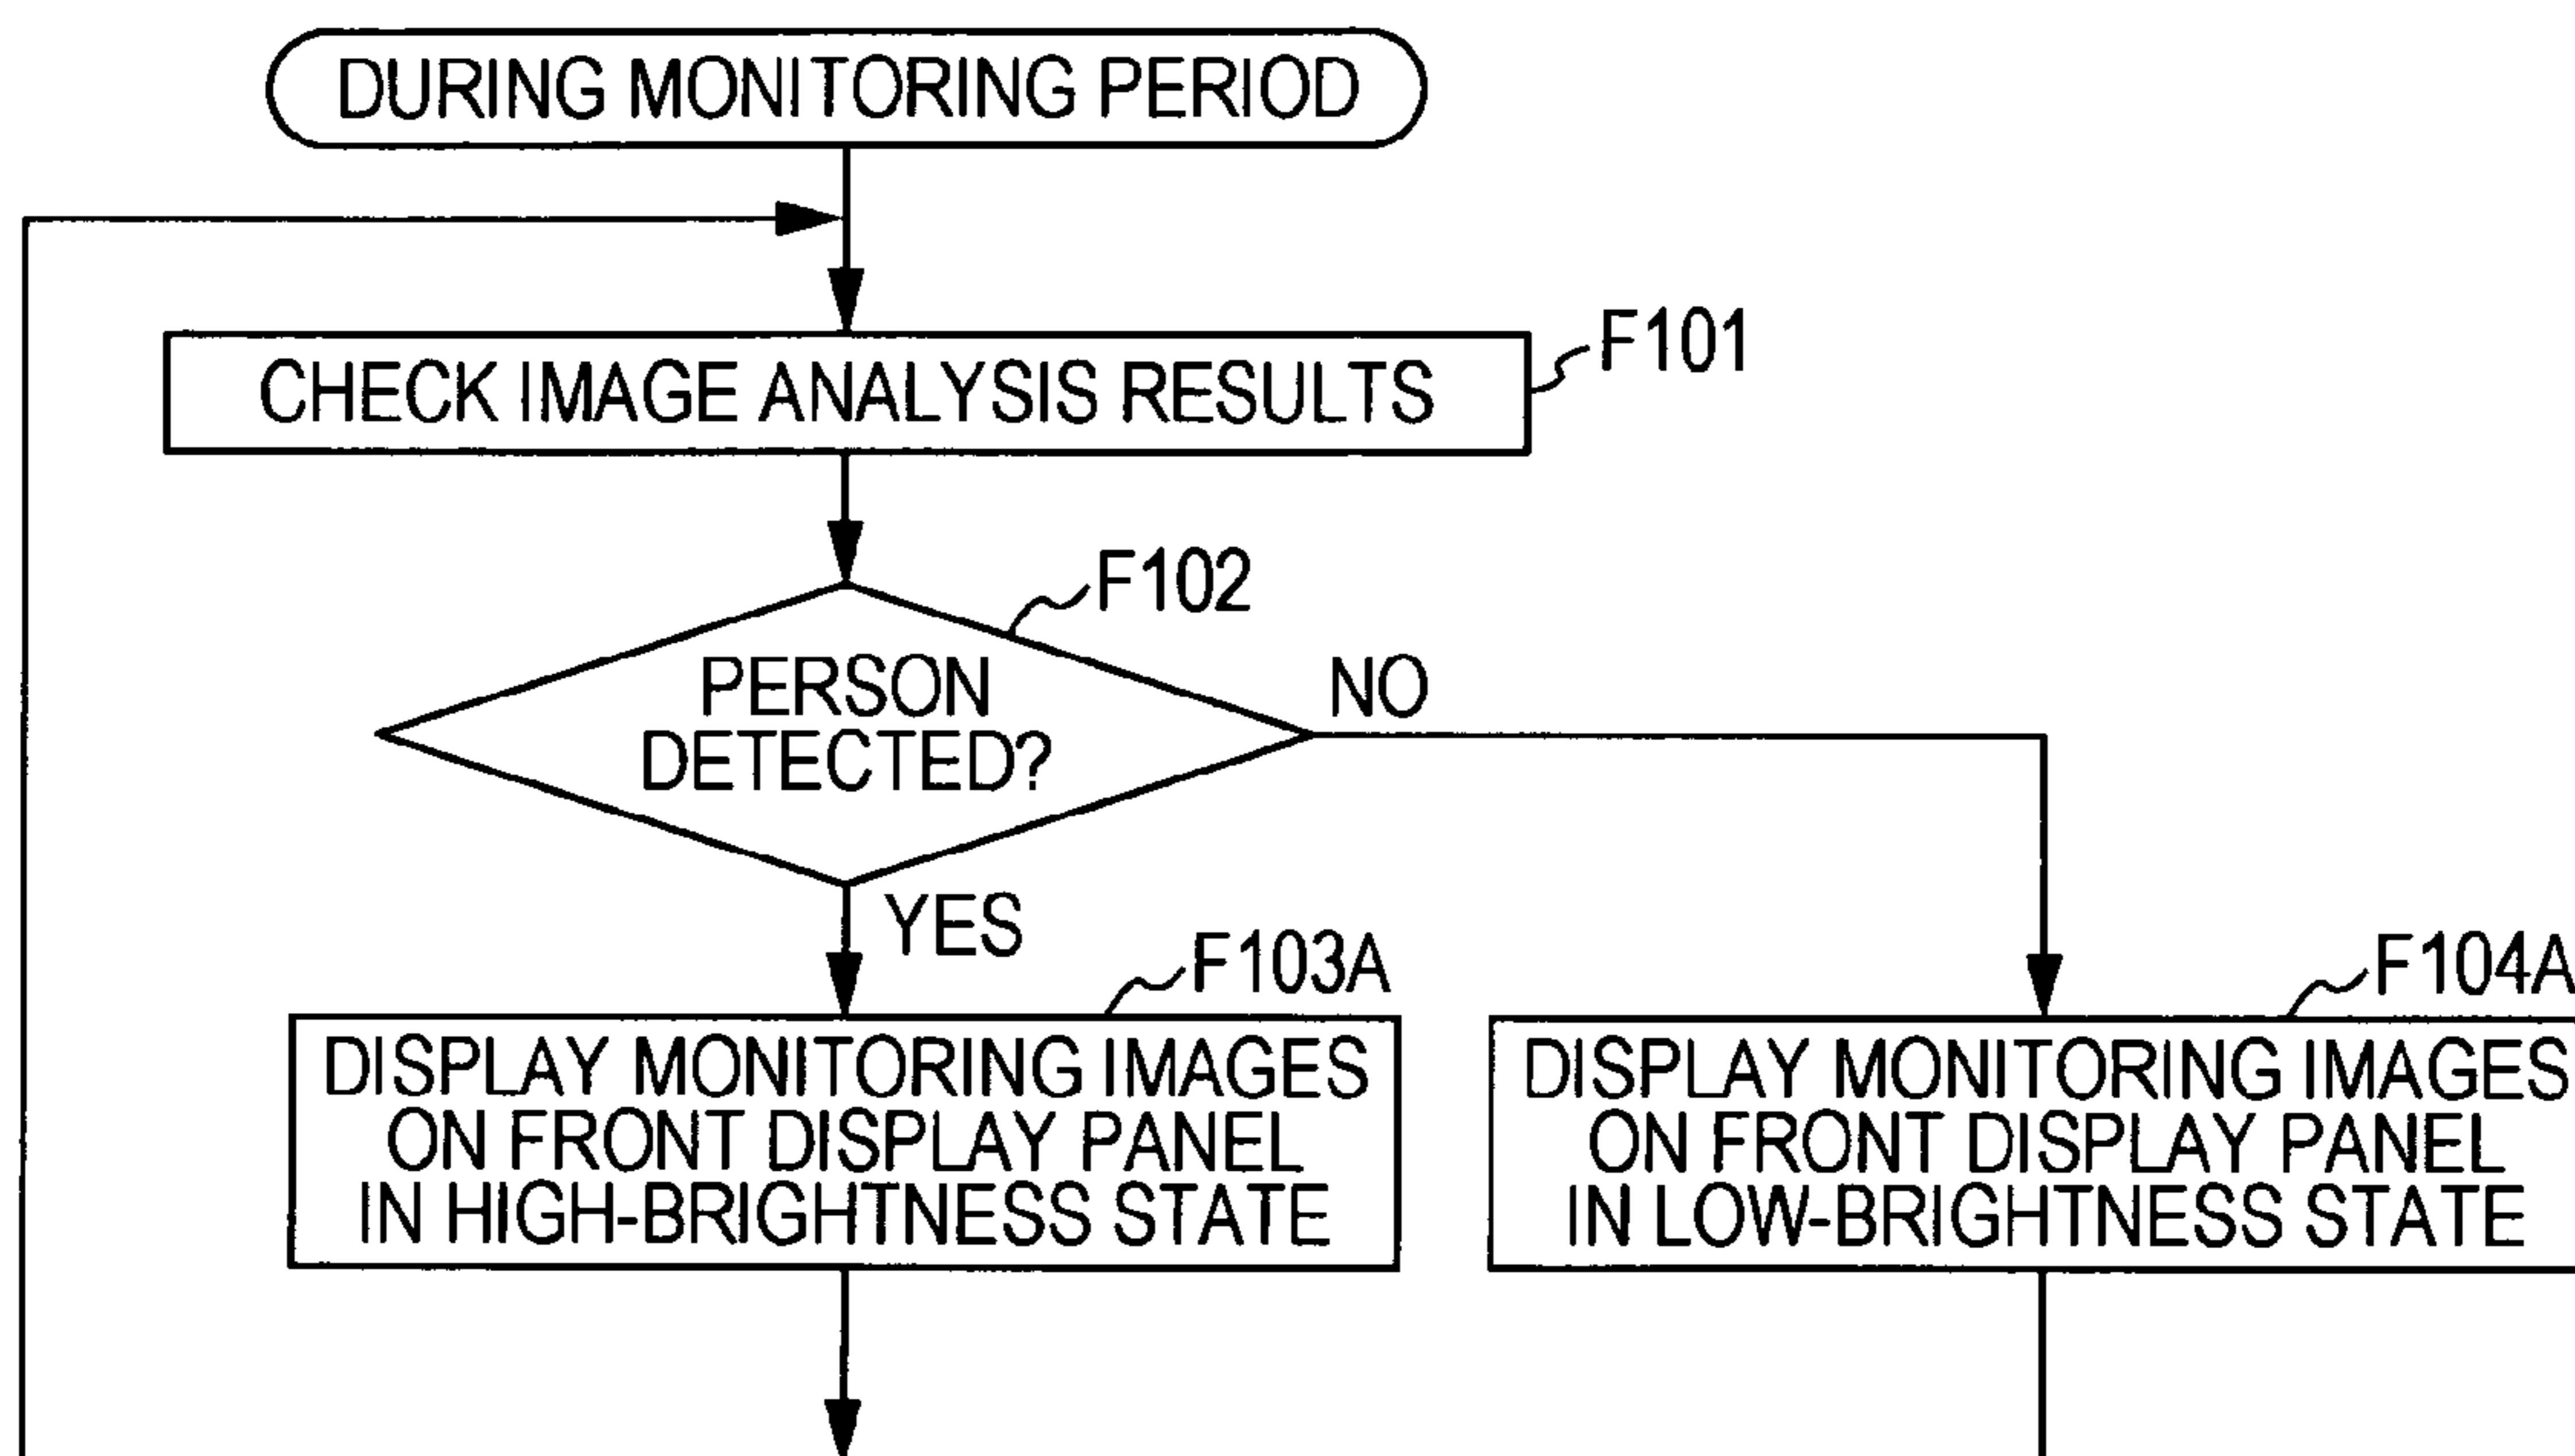 DURING MONITORING PERIOD
F101
CHECK IMAGE ANALYSIS RESULTS
F102
PERSON
DETECTED?
NO
YES
F103A
DISPLAY MONITORING IMAGES
ON FRONT DISPLAY PANEL
IN HIGH-BRIGHTNESS STATE
F104A
DISPLAY MONITORING IMAGES
ON FRONT DISPLAY PANEL
IN LOW-BRIGHTNESS STATE